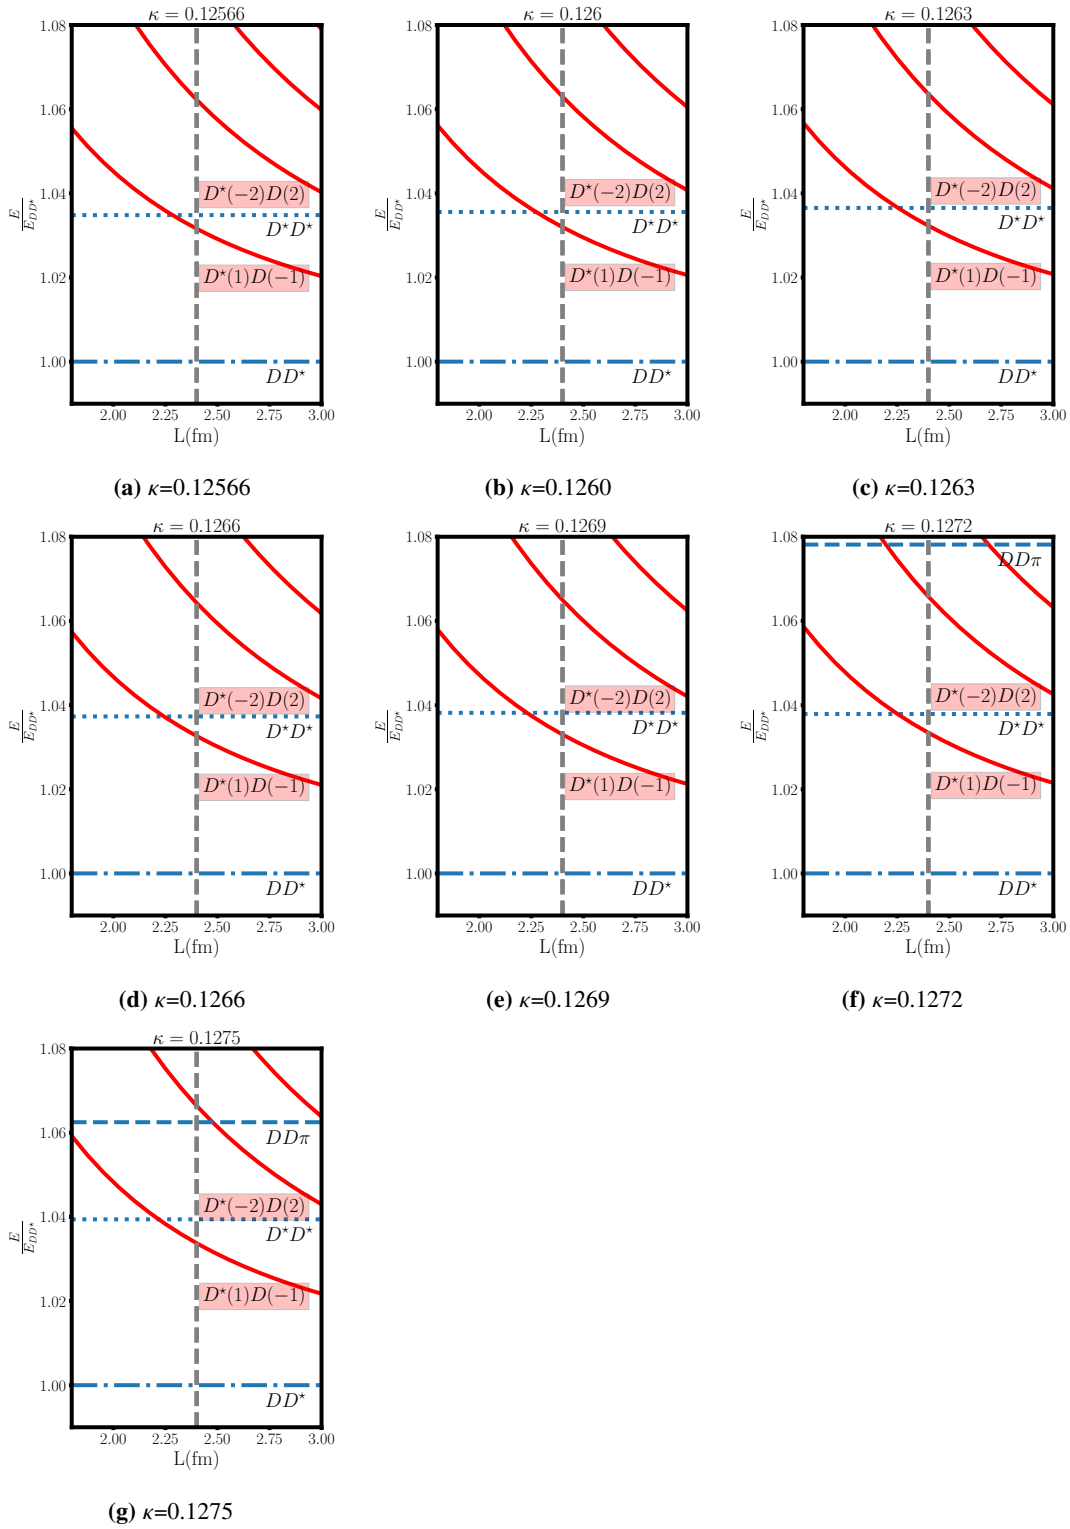 κ = 0.12566
1.08
1.06
1.04
1.02
1.00
E
E_{DD⋆}
D⋆(−2)D(2)
D⋆D⋆
D⋆(1)D(−1)
DD⋆
2.00 2.25 2.50 2.75 3.00
L(fm)
(a) κ=0.12566
κ = 0.126
1.08
1.06
1.04
1.02
1.00
E
E_{DD⋆}
D⋆(−2)D(2)
D⋆D⋆
D⋆(1)D(−1)
DD⋆
2.00 2.25 2.50 2.75 3.00
L(fm)
(b) κ=0.1260
κ = 0.1263
1.08
1.06
1.04
1.02
1.00
E
E_{DD⋆}
D⋆(−2)D(2)
D⋆D⋆
D⋆(1)D(−1)
DD⋆
2.00 2.25 2.50 2.75 3.00
L(fm)
(c) κ=0.1263
κ = 0.1266
1.08
1.06
1.04
1.02
1.00
E
E_{DD⋆}
D⋆(−2)D(2)
D⋆D⋆
D⋆(1)D(−1)
DD⋆
2.00 2.25 2.50 2.75 3.00
L(fm)
(d) κ=0.1266
κ = 0.1269
1.08
1.06
1.04
1.02
1.00
E
E_{DD⋆}
D⋆(−2)D(2)
D⋆D⋆
D⋆(1)D(−1)
DD⋆
2.00 2.25 2.50 2.75 3.00
L(fm)
(e) κ=0.1269
κ = 0.1272
1.08
1.06
1.04
1.02
1.00
E
E_{DD⋆}
DDπ
D⋆(−2)D(2)
D⋆D⋆
D⋆(1)D(−1)
DD⋆
2.00 2.25 2.50 2.75 3.00
L(fm)
(f) κ=0.1272
κ = 0.1275
1.08
1.06
1.04
1.02
1.00
E
E_{DD⋆}
DDπ
D⋆(−2)D(2)
D⋆D⋆
D⋆(1)D(−1)
DD⋆
2.00 2.25 2.50 2.75 3.00
L(fm)
(g) κ=0.1275